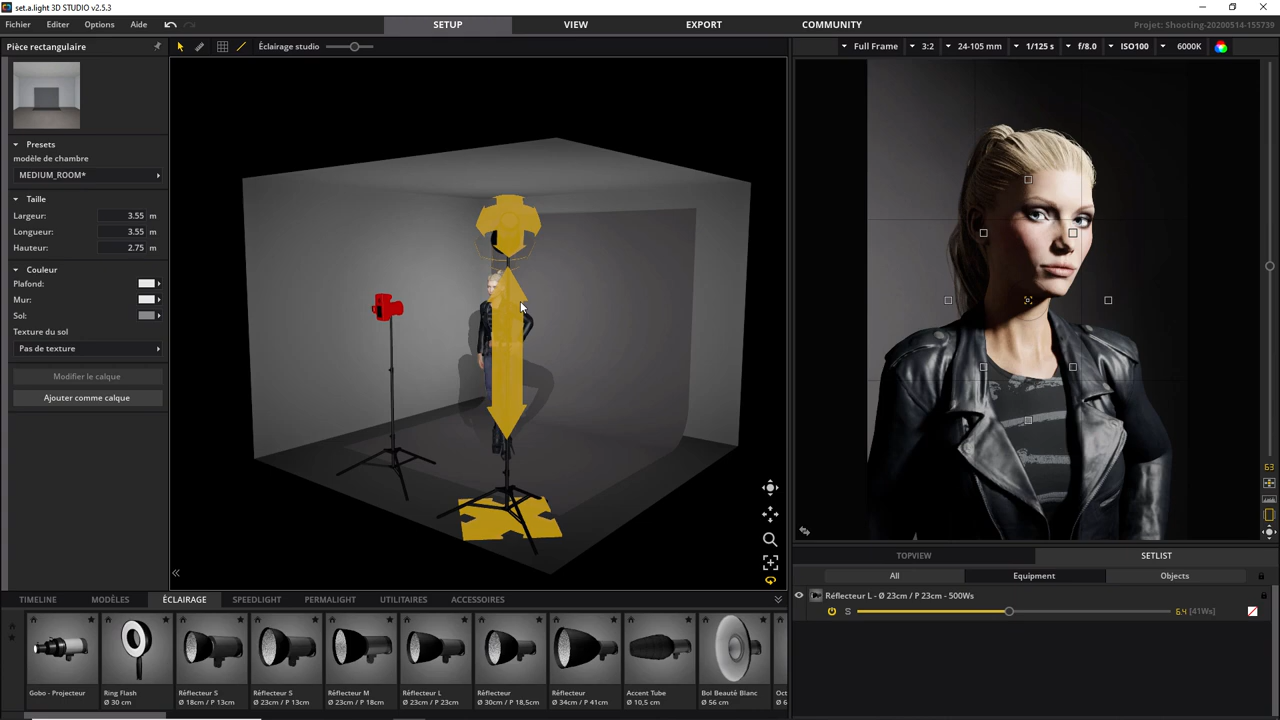 set.a.light 3D STUDIO v2.5.3
Fichier Editer Options Aide
SETUP VIEW EXPORT COMMUNITY
Projet: Shooting-20200514-155739
Pièce rectangulaire
Éclairage studio
Full Frame 3:2 24-105 mm 1/125 s f/8.0 ISO100 6000K
Presets
modèle de chambre
MEDIUM_ROOM*
Taille
Largeur: 3.55 m
Longueur: 3.55 m
Hauteur: 2.75 m
Couleur
Plafond:
Mur:
Sol:
Texture du sol
Pas de texture
Modifier le calque
Ajouter comme calque
63
TOPVIEW SETLIST
All Equipment Objects
Réflecteur L - Ø 23cm / P 23cm - 500Ws
S 6.4 [41Ws]
TIMELINE MODÈLES ÉCLAIRAGE SPEEDLIGHT PERMALIGHT UTILITAIRES ACCESSOIRES
Gobo - Projecteur
Ring Flash
Ø 30 cm
Réflecteur S
Ø 18cm / P 13cm
Réflecteur S
Ø 23cm / P 13cm
Réflecteur M
Ø 23cm / P 18cm
Réflecteur L
Ø 23cm / P 23cm
Réflecteur
Ø 30cm / P 18,5cm
Réflecteur
Ø 34cm / P 41cm
Accent Tube
Ø 10,5 cm
Bol Beauté Blanc
Ø 56 cm
Oct
Ø 6